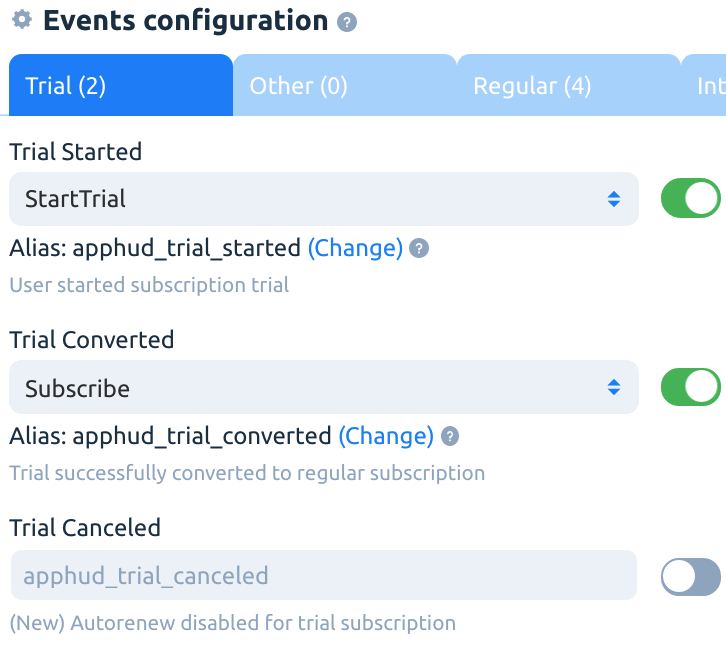 Events configuration ?
Trial (2) Other (0) Regular (4) Int
Trial Started
StartTrial
Alias: apphud_trial_started (Change) ?
User started subscription trial
Trial Converted
Subscribe
Alias: apphud_trial_converted (Change) ?
Trial successfully converted to regular subscription
Trial Canceled
apphud_trial_canceled
(New) Autorenew disabled for trial subscription